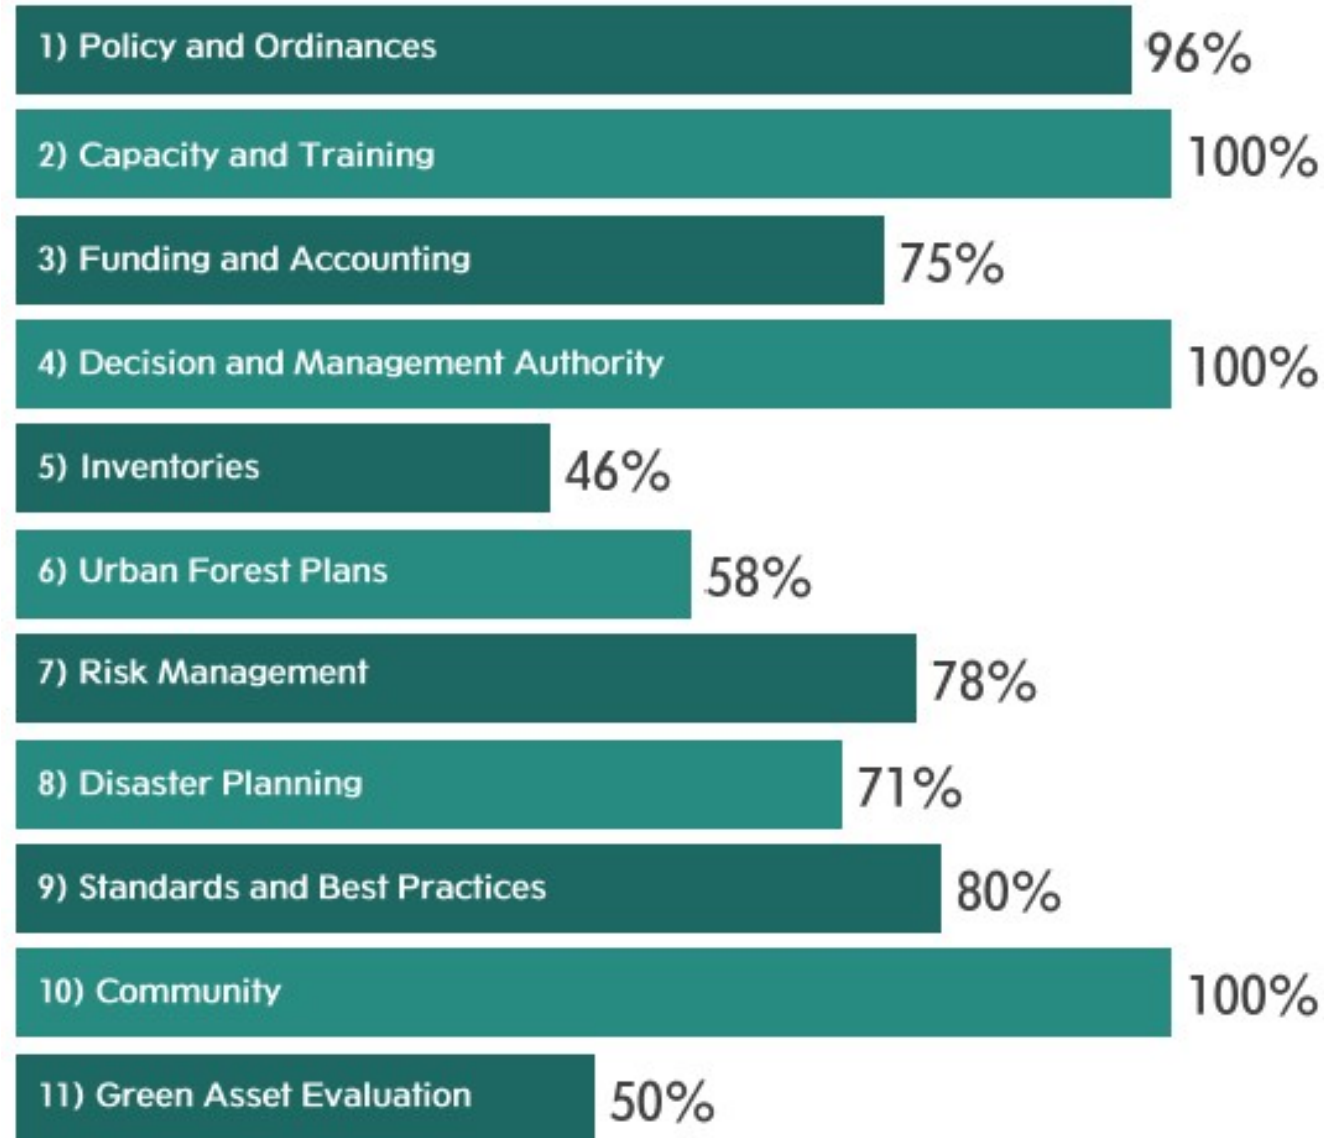 1) Policy and Ordinances 96%
2) Capacity and Training 100%
3) Funding and Accounting 75%
4) Decision and Management Authority 100%
5) Inventories 46%
6) Urban Forest Plans 58%
7) Risk Management 78%
8) Disaster Planning 71%
9) Standards and Best Practices 80%
10) Community 100%
11) Green Asset Evaluation 50%